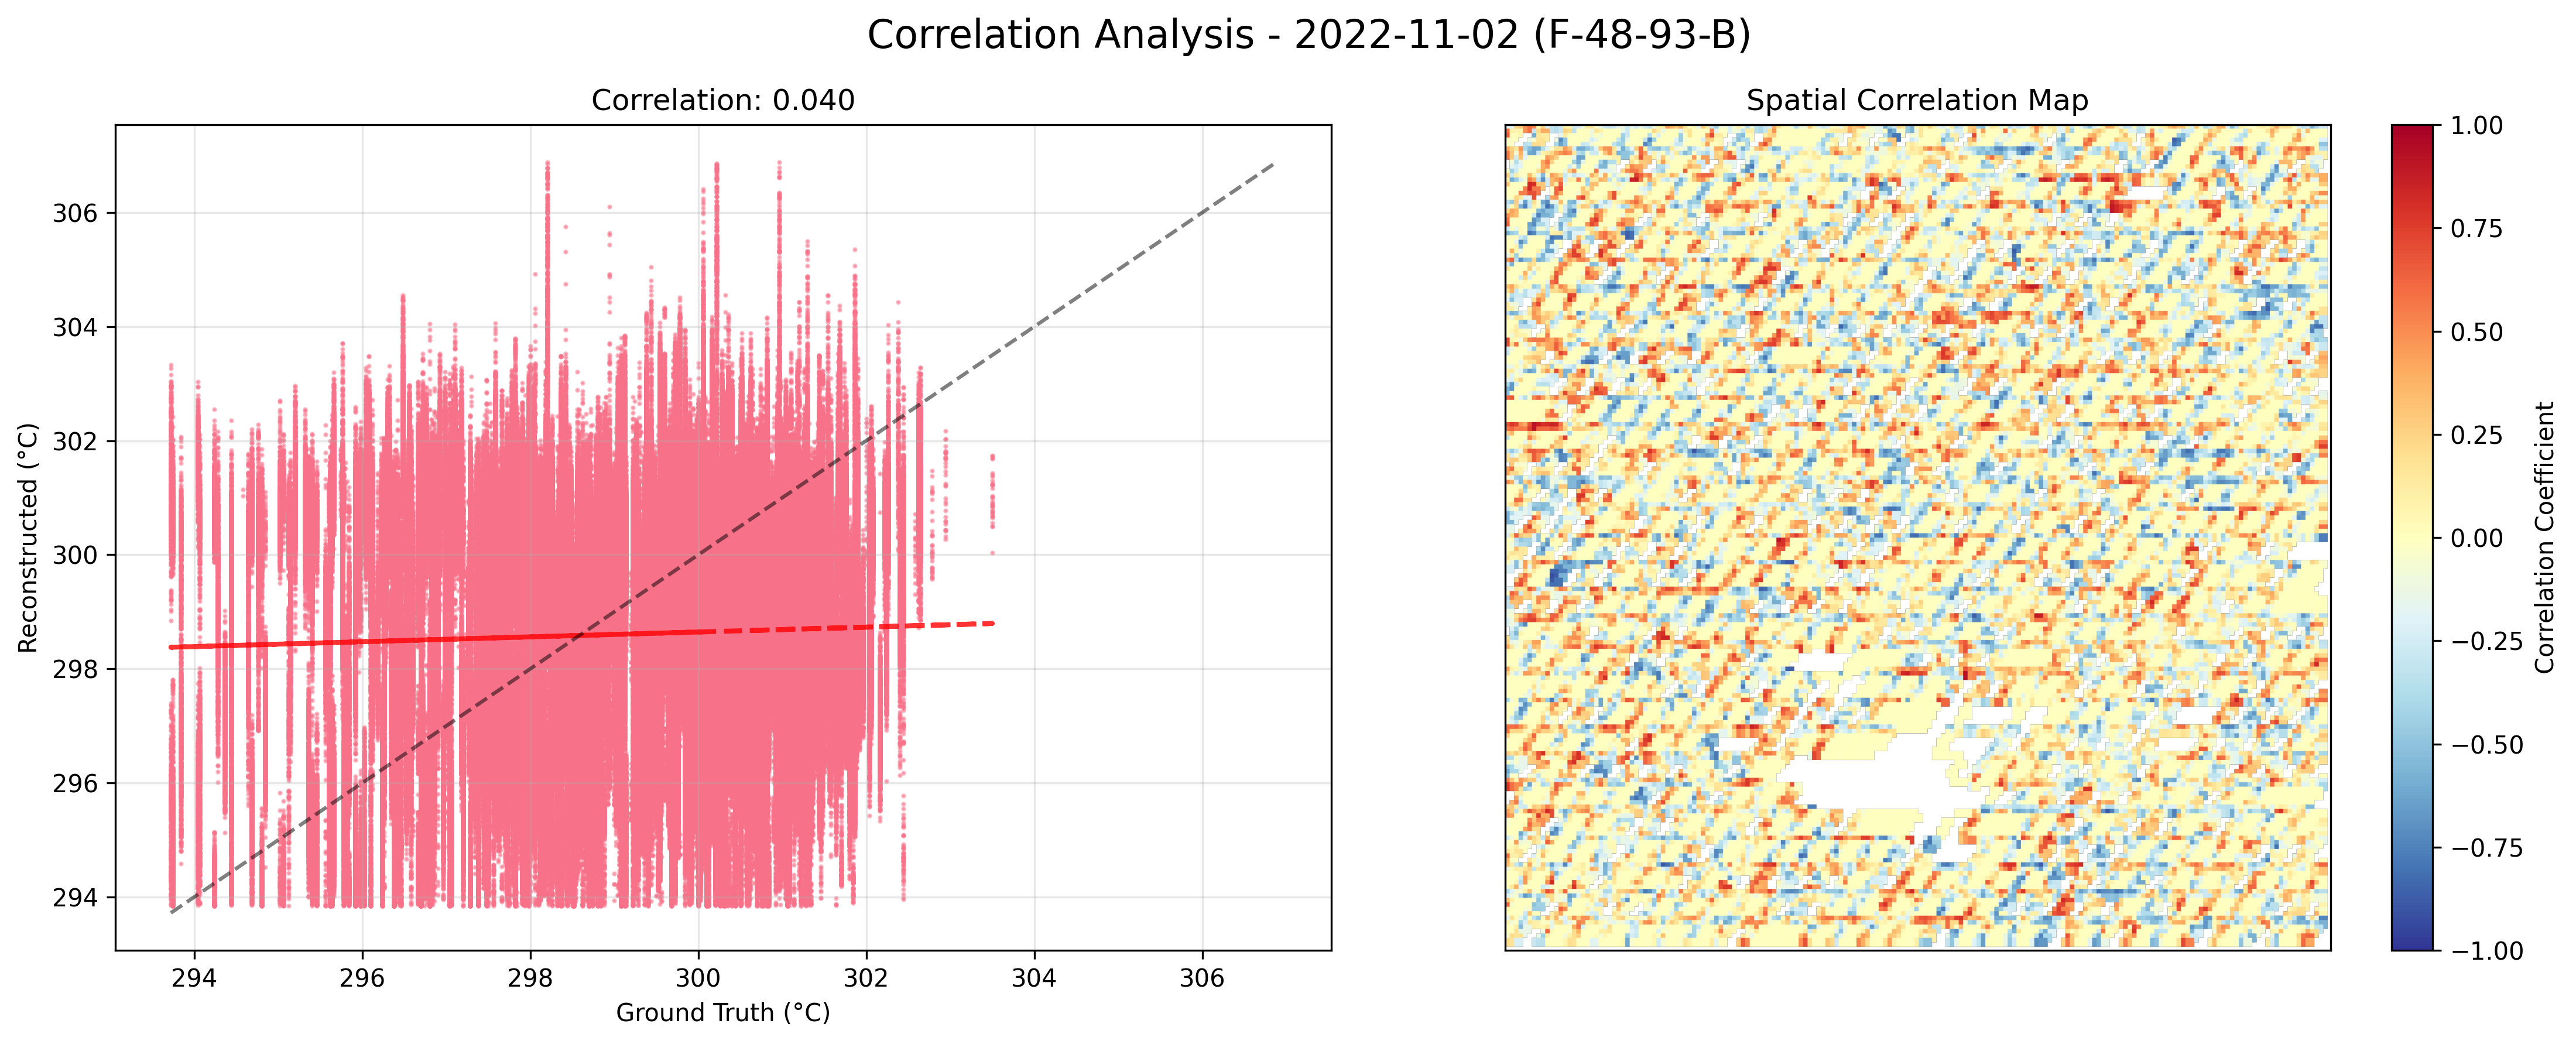 Correlation Analysis - 2022-11-02 (F-48-93-B)
Correlation: 0.040
Reconstructed (°C)
306
304
302
300
298
296
294
294 296 298 300 302 304 306
Ground Truth (°C)
Spatial Correlation Map
1.00
0.75
0.50
0.25
0.00
−0.25
−0.50
−0.75
−1.00
Correlation Coefficient